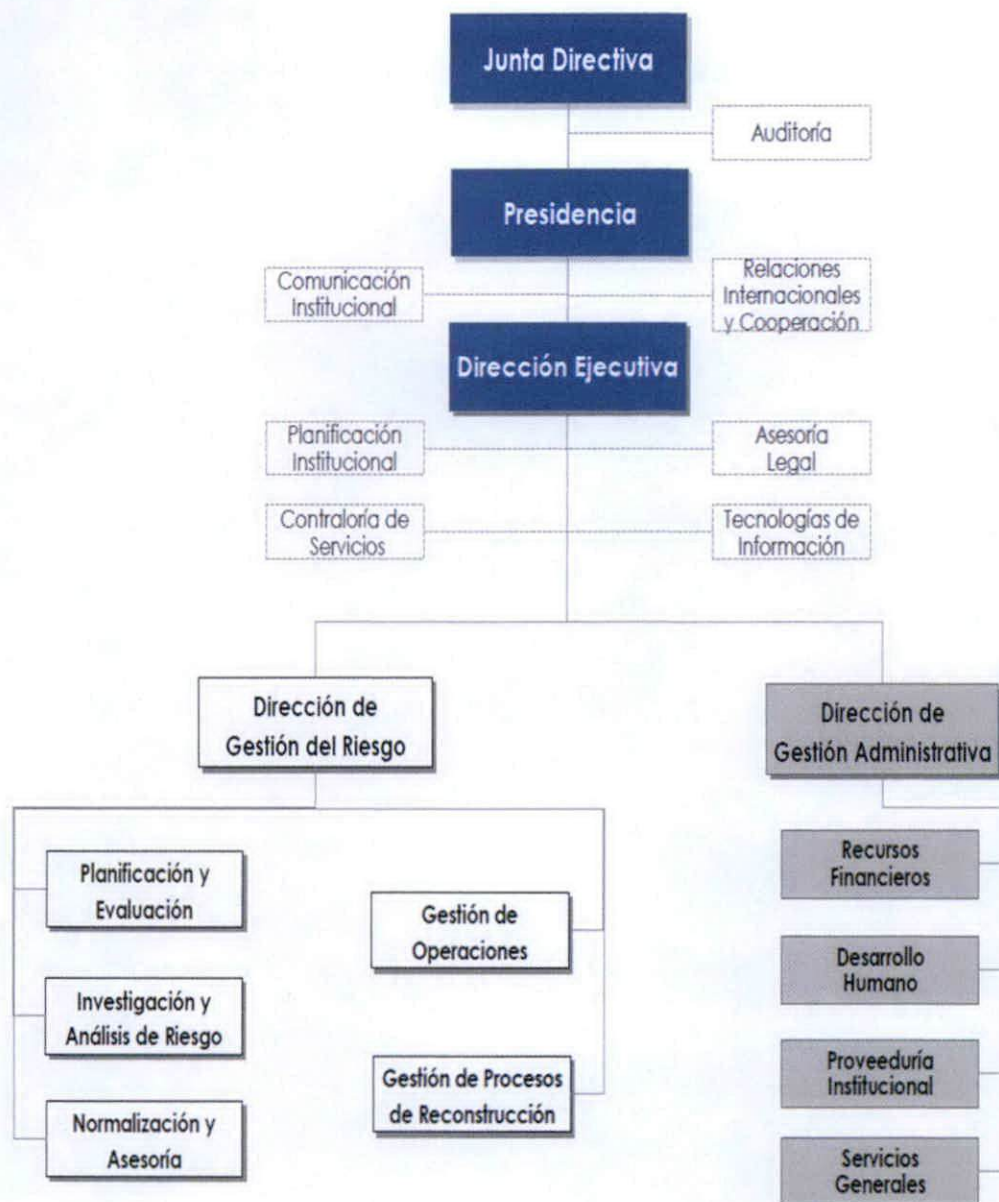 Junta Directiva
Auditoría
Presidencia
Comunicación
Institucional
Relaciones
Internacionales
y Cooperación
Dirección Ejecutiva
Planificación
Institucional
Asesoría
Legal
Contraloría de
Servicios
Tecnologías de
Información
Dirección de
Gestión del Riesgo
Dirección de
Gestión Administrativa
Planificación y
Evaluación
Investigación y
Análisis de Riesgo
Normalización y
Asesoría
Gestión de
Operaciones
Gestión de Procesos
de Reconstrucción
Recursos
Financieros
Desarrollo
Humano
Proveeduría
Institucional
Servicios
Generales